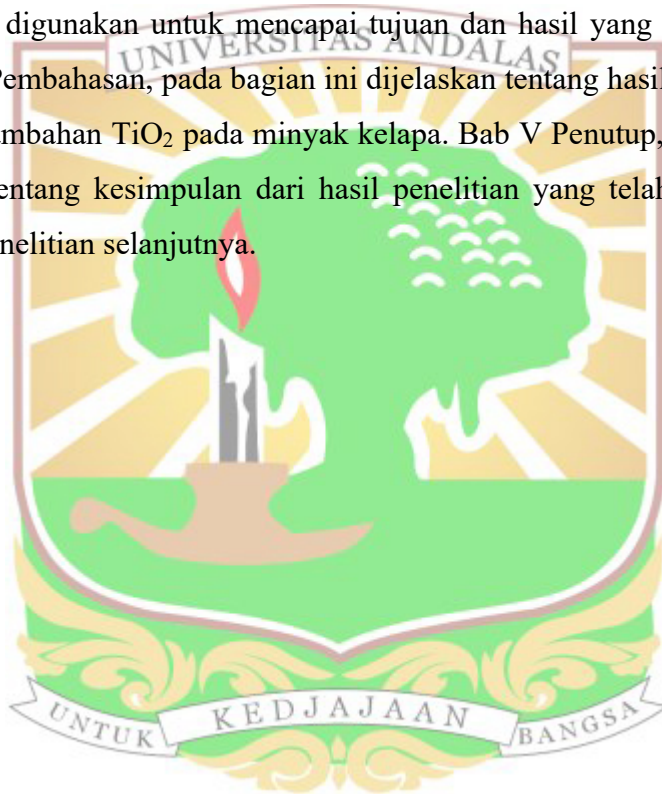 digunakan untuk mencapai tujuan dan hasil yang
UNIVERSITAS ANDALAS
Pembahasan, pada bagian ini dijelaskan tentang hasil
ambahan TiO₂ pada minyak kelapa. Bab V Penutup,
entang kesimpulan dari hasil penelitian yang telah
nelitian selanjutnya.
UNTUK KEDJAJAAN BANGSA